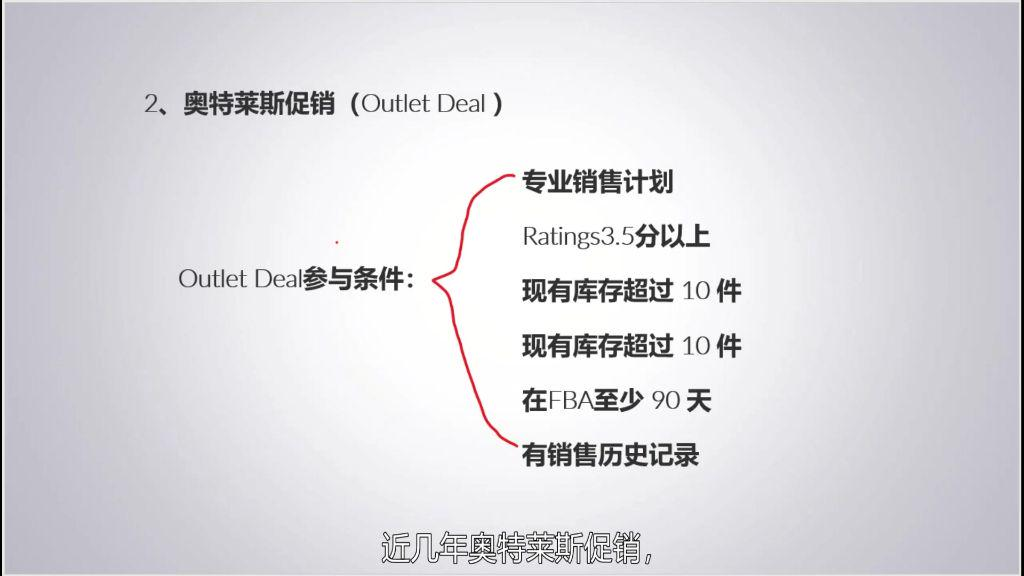 2、奥特莱斯促销（Outlet Deal ）
专业销售计划
Ratings3.5分以上
Outlet Deal参与条件：
现有库存超过 10 件
现有库存超过 10 件
在FBA至少 90 天
有销售历史记录
近几年奥特莱斯促销，